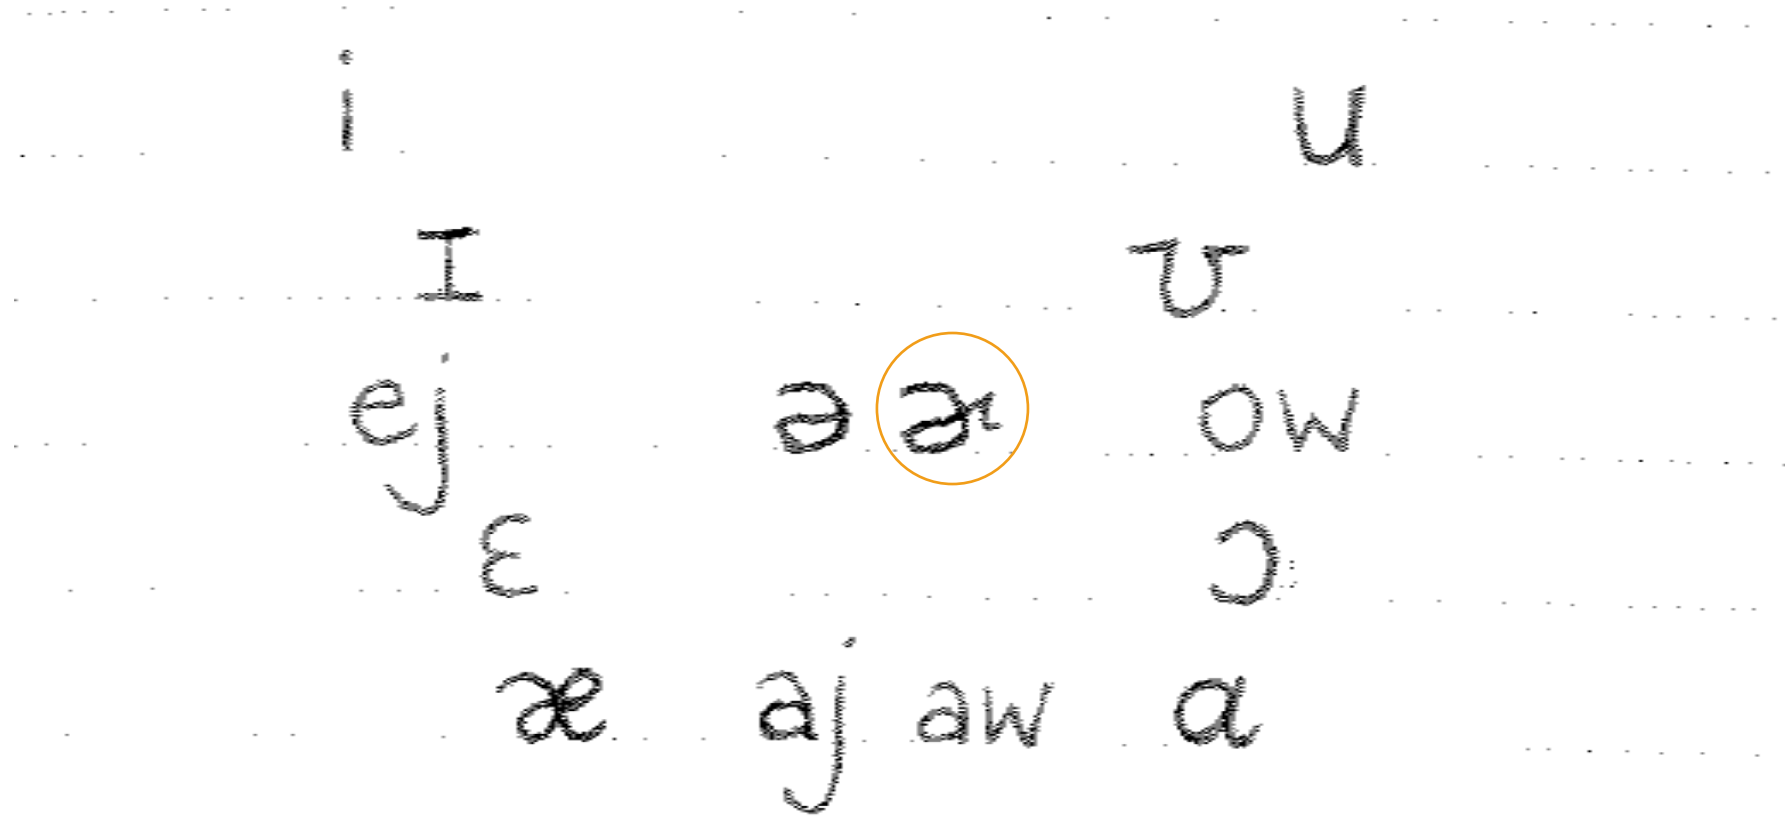 i u
ɪ ʊ
ej ə ɚ ow
ɛ ɔ
æ aj aw ɑ